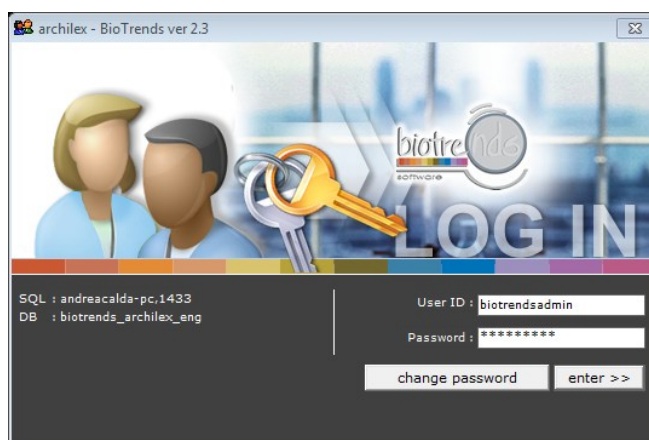 archilex - BioTrends ver 2.3
biotrends
software
LOG IN
SQL : andreacalda-pc,1433
DB : biotrends_archilex_eng
User ID : biotrendsadmin
Password : *********
change password
enter >>